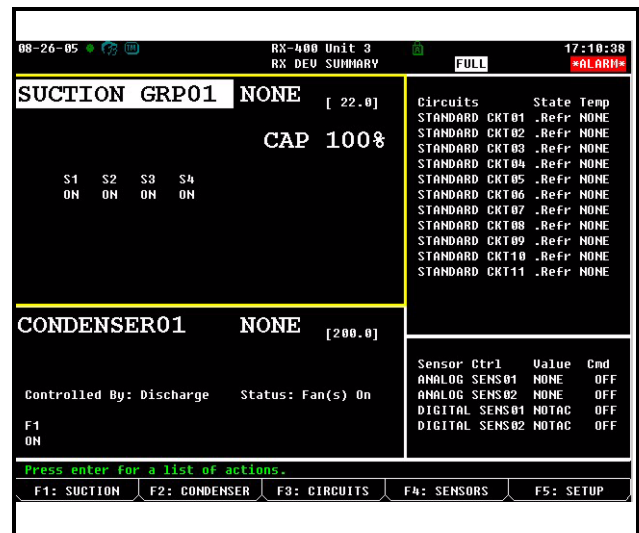 08-26-05 RX-400 Unit 3 17:10:38
RX DEV SUMMARY FULL *ALARM*
SUCTION GRP01 NONE [ 22.0]
CAP 100%
S1 S2 S3 S4
ON ON ON ON
Circuits State Temp
STANDARD CKT01 .Refr NONE
STANDARD CKT02 .Refr NONE
STANDARD CKT03 .Refr NONE
STANDARD CKT04 .Refr NONE
STANDARD CKT05 .Refr NONE
STANDARD CKT06 .Refr NONE
STANDARD CKT07 .Refr NONE
STANDARD CKT08 .Refr NONE
STANDARD CKT09 .Refr NONE
STANDARD CKT10 .Refr NONE
STANDARD CKT11 .Refr NONE
CONDENSER01 NONE [200.0]
Controlled By: Discharge Status: Fan(s) On
F1
ON
Sensor Ctrl Value Cmd
ANALOG SENS01 NONE OFF
ANALOG SENS02 NONE OFF
DIGITAL SENS01 NOTAC OFF
DIGITAL SENS02 NOTAC OFF
Press enter for a list of actions.
F1: SUCTION F2: CONDENSER F3: CIRCUITS F4: SENSORS F5: SETUP